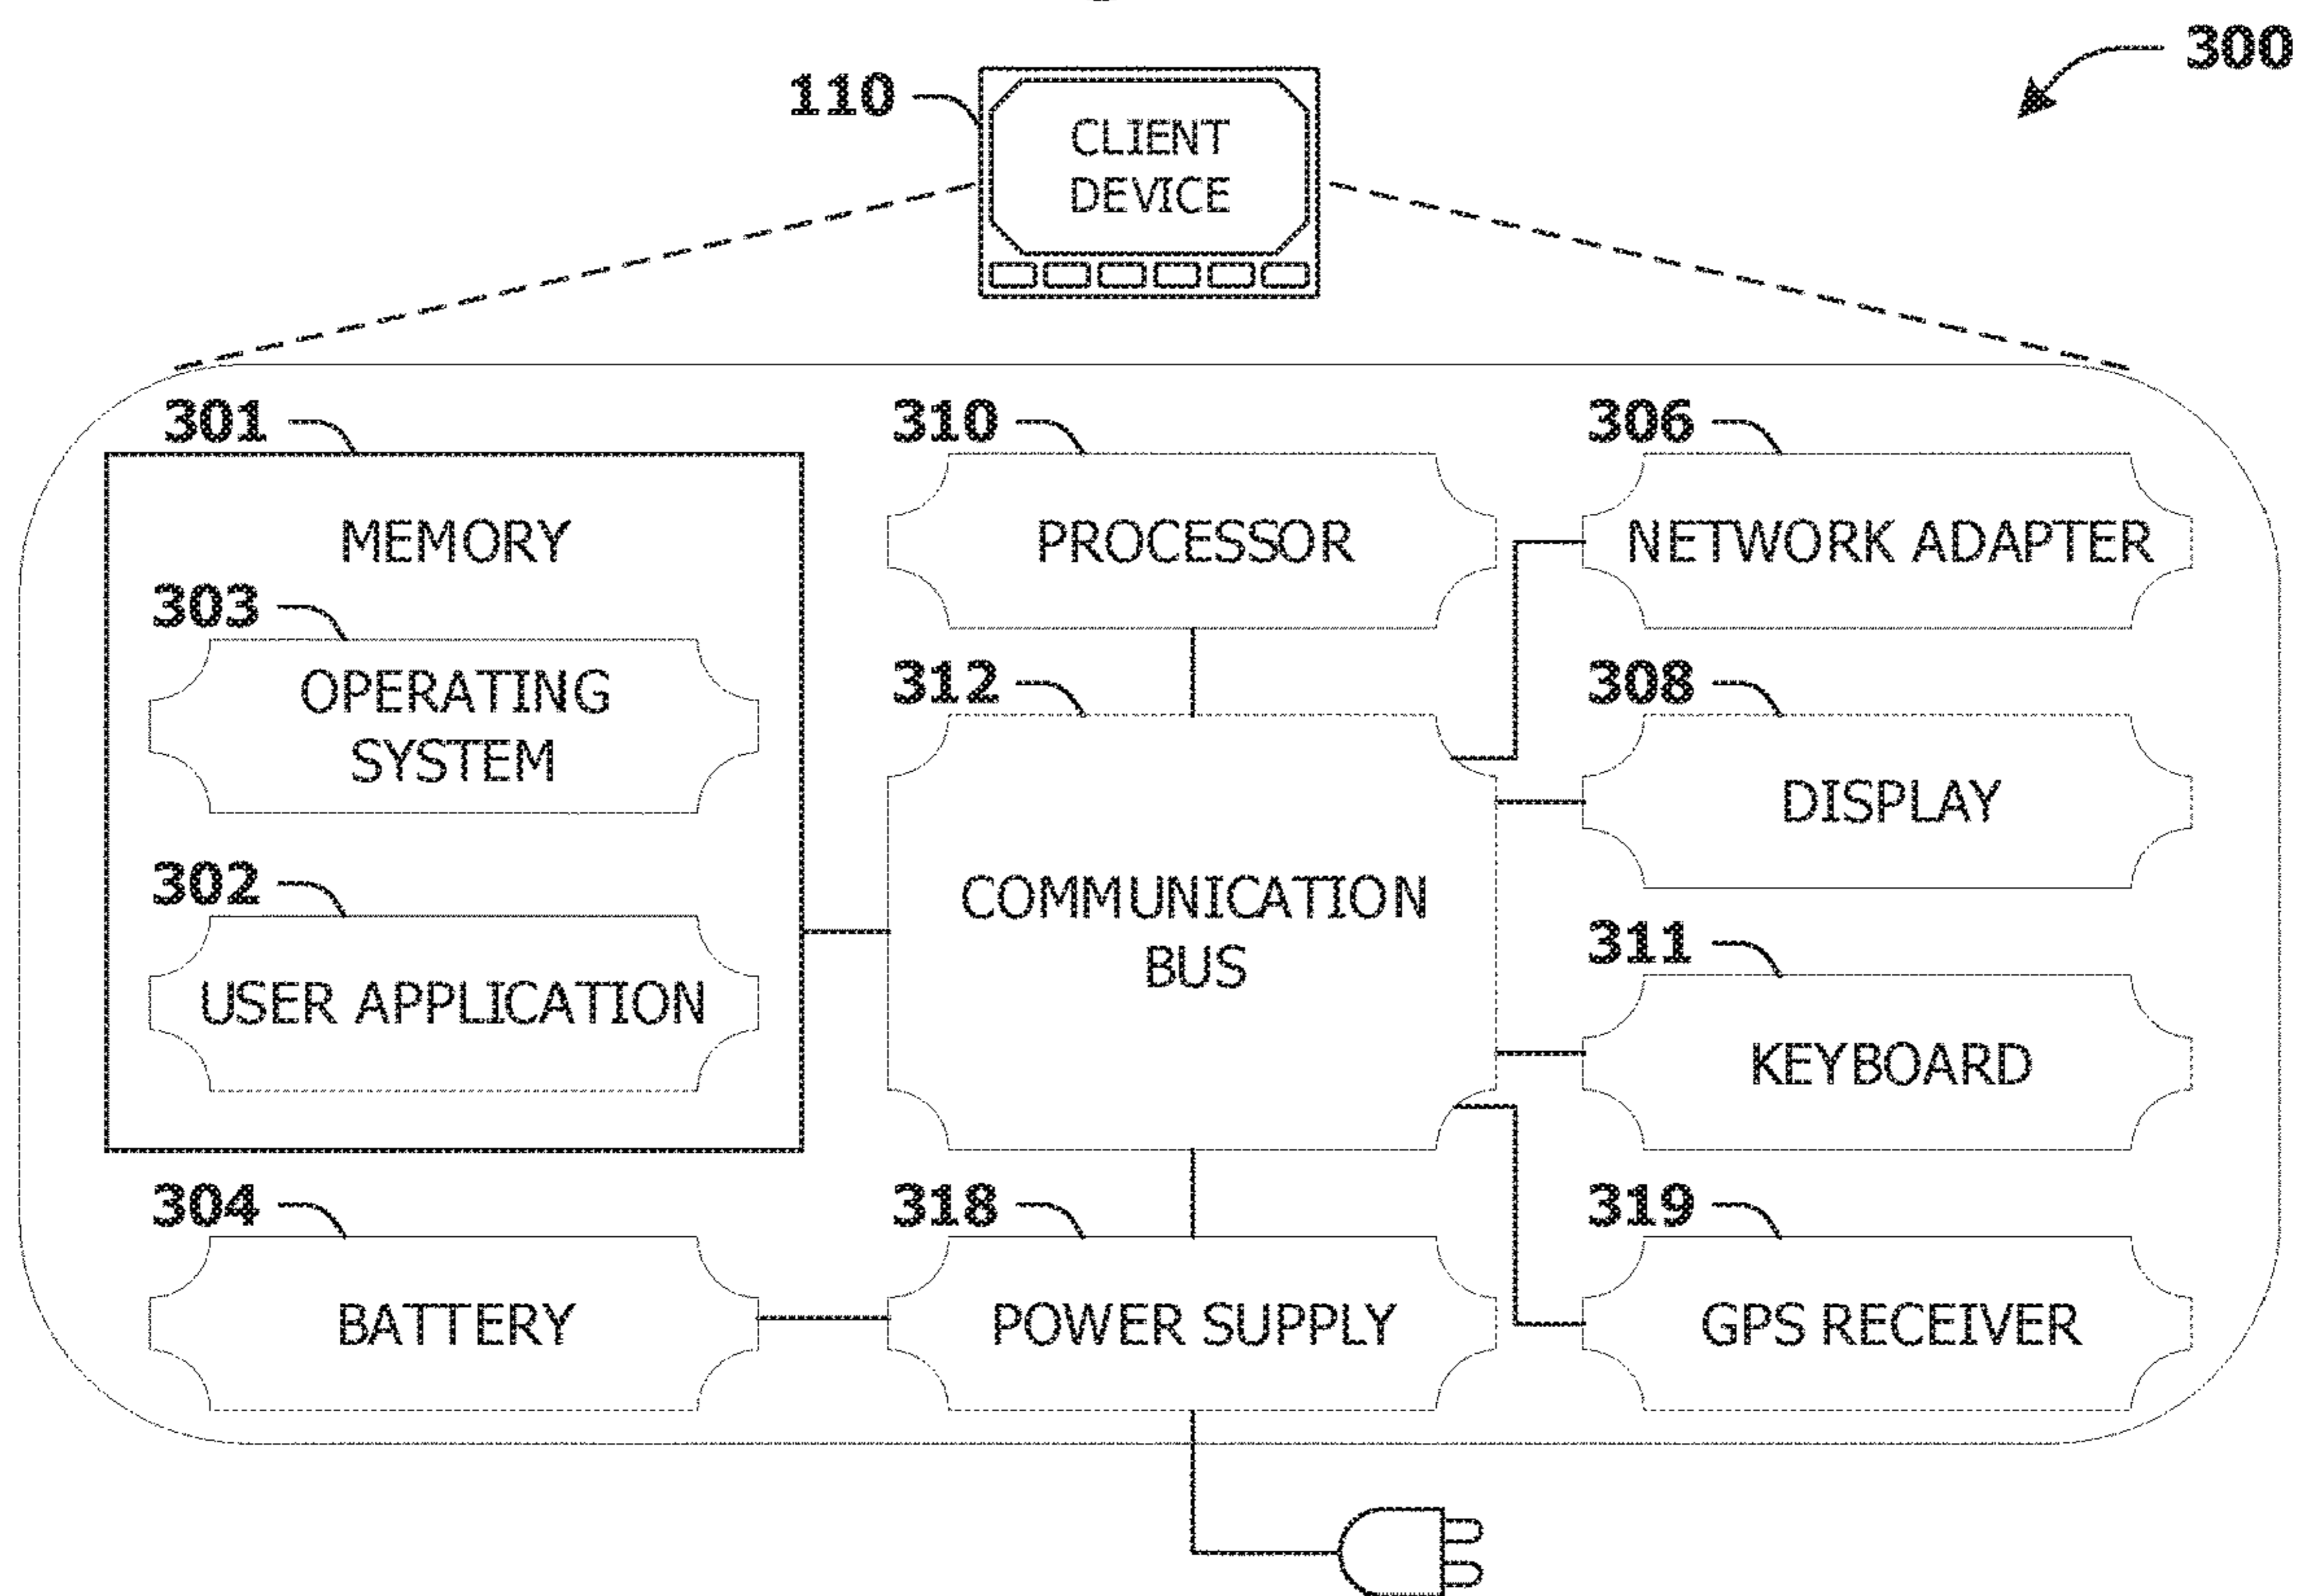 300
110
CLIENT
DEVICE
301
310
306
MEMORY
PROCESSOR
NETWORK ADAPTER
303
OPERATING
SYSTEM
312
308
DISPLAY
302
USER APPLICATION
COMMUNICATION
BUS
311
KEYBOARD
304
318
319
BATTERY
POWER SUPPLY
GPS RECEIVER